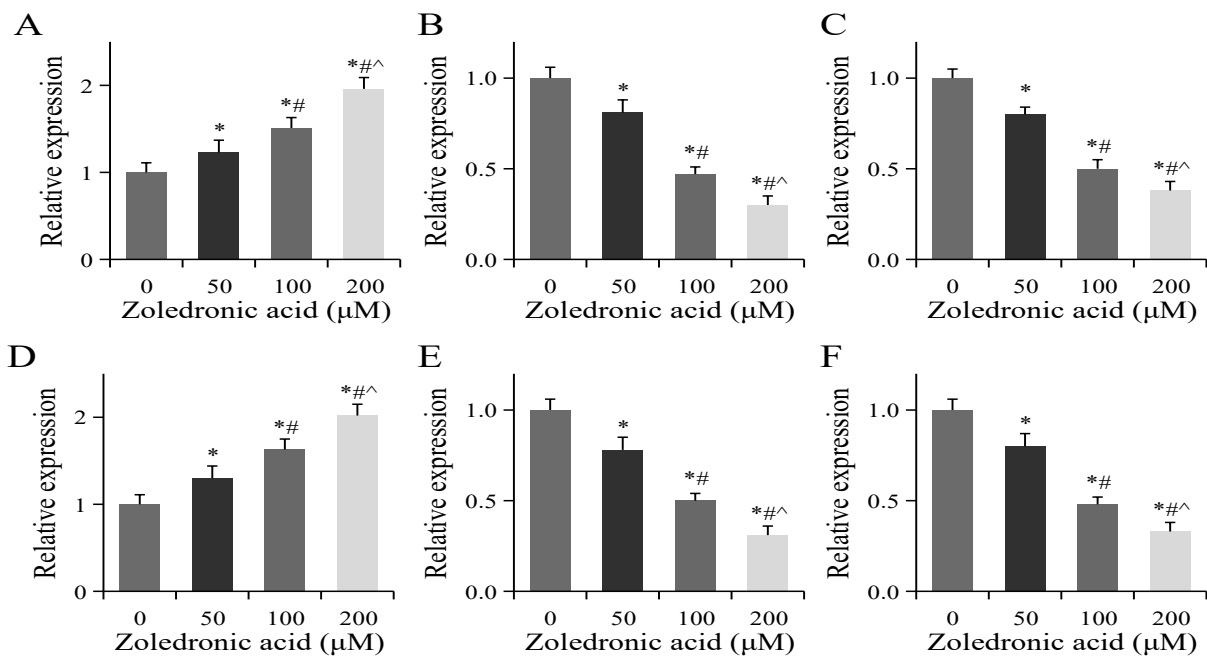 A
Relative expression
2
1
0
*
*#
*#^
0 50 100 200
Zoledronic acid (μM)
B
Relative expression
1.0
0.5
0.0
*
*#
*#^
0 50 100 200
Zoledronic acid (μM)
C
Relative expression
1.0
0.5
0.0
*
*#
*#^
0 50 100 200
Zoledronic acid (μM)
D
Relative expression
2
1
0
*
*#
*#^
0 50 100 200
Zoledronic acid (μM)
E
Relative expression
1.0
0.5
0.0
*
*#
*#^
0 50 100 200
Zoledronic acid (μM)
F
Relative expression
1.0
0.5
0.0
*
*#
*#^
0 50 100 200
Zoledronic acid (μM)